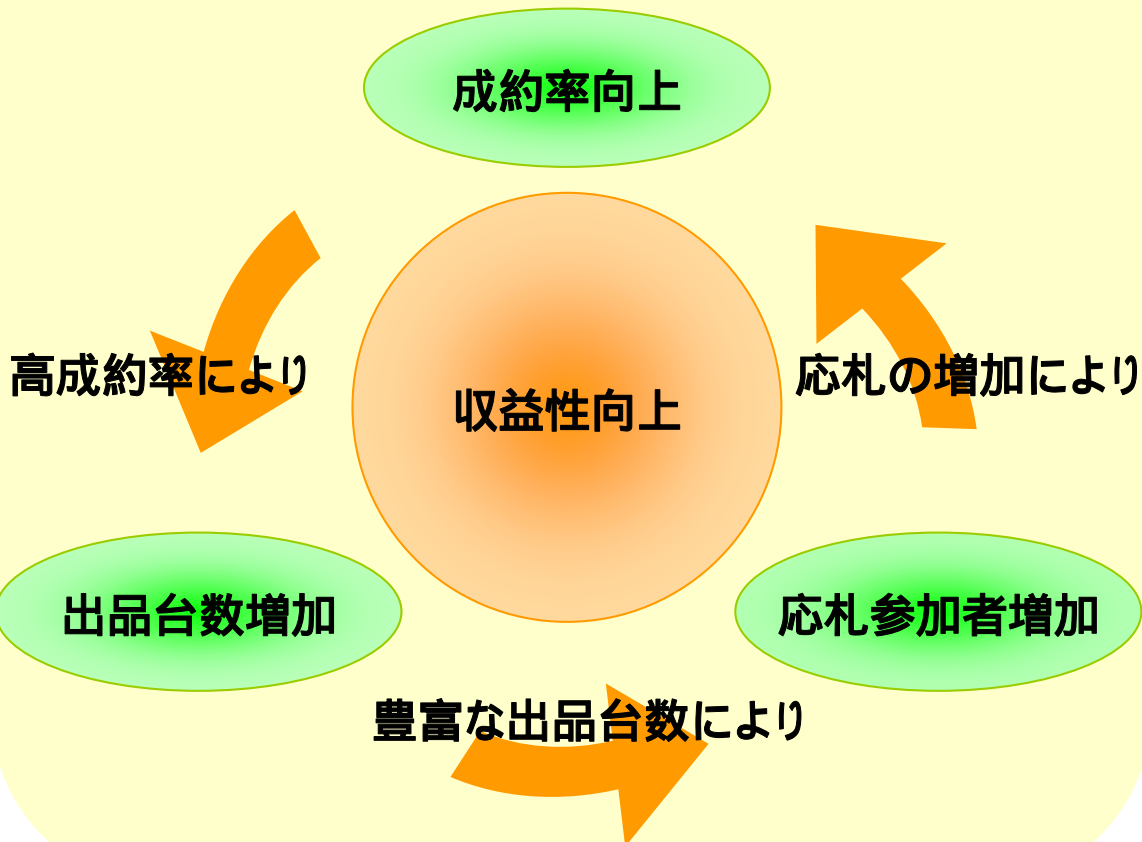 成約率向上
高成約率により
応札の増加により
収益性向上
出品台数増加
応札参加者増加
豊富な出品台数により